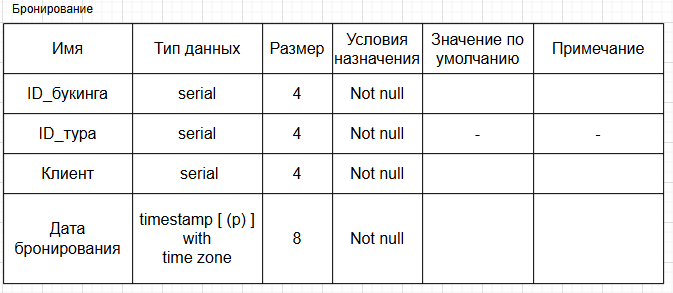 Бронирование
Имя Тип данных Размер Условия назначения Значение по умолчанию Примечание
ID_букинга serial 4 Not null
ID_тура serial 4 Not null - -
Клиент serial 4 Not null
Дата бронирования timestamp [ (p) ] with time zone 8 Not null